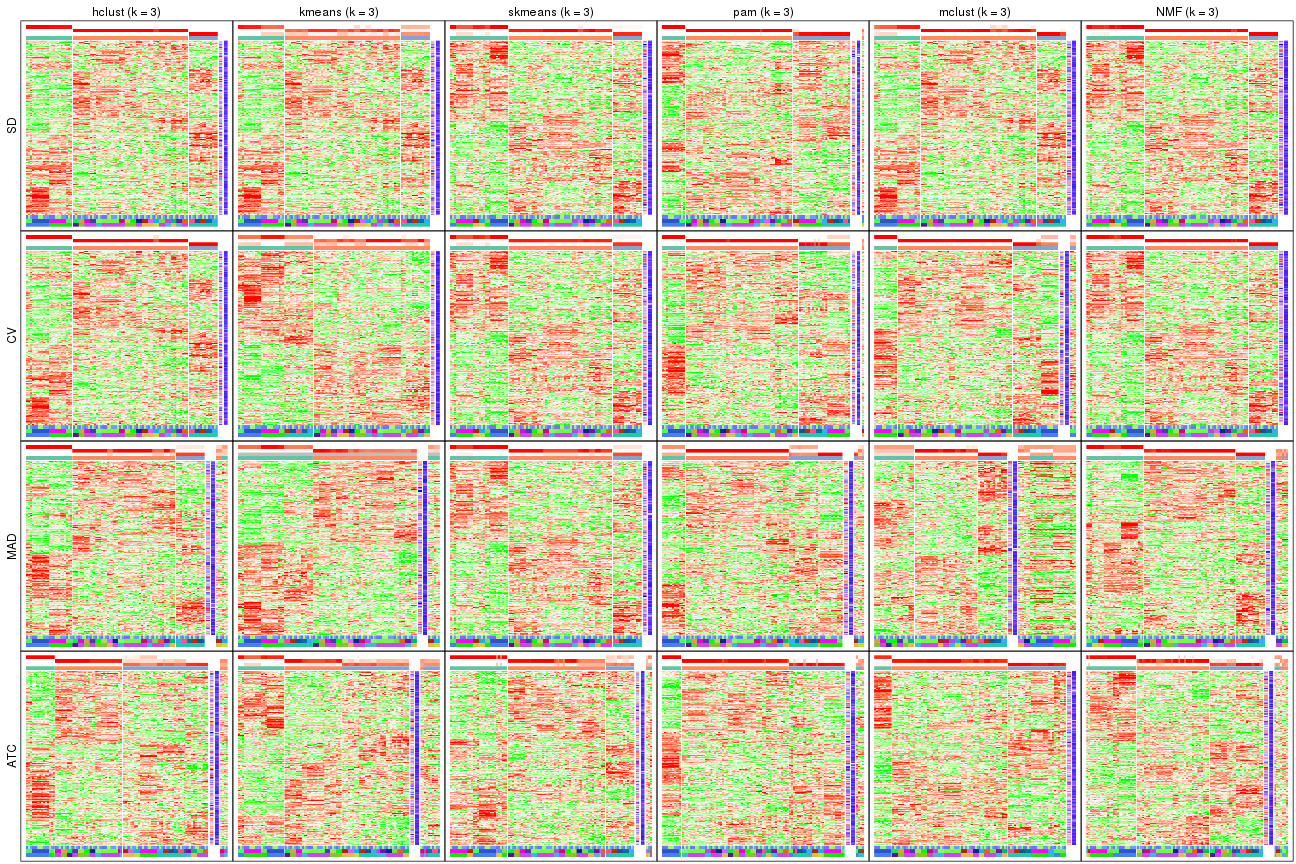 hclust (k = 3)
kmeans (k = 3)
skmeans (k = 3)
pam (k = 3)
mclust (k = 3)
NMF (k = 3)
SD
CV
MAD
ATC